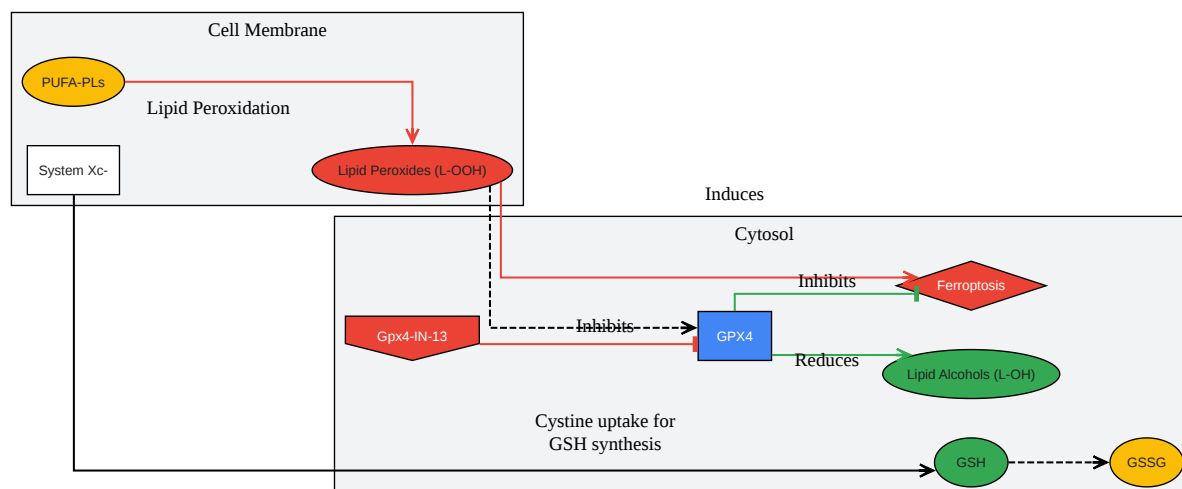 Cell Membrane
PUFA-PLs
Lipid Peroxidation
System Xc-
Lipid Peroxides (L-OOH)
Induces
Cytosol
Inhibits
Ferroptosis
Gpx4-IN-13
Inhibits
GPX4
Reduces
Lipid Alcohols (L-OH)
Cystine uptake for
GSH synthesis
GSH
GSSG